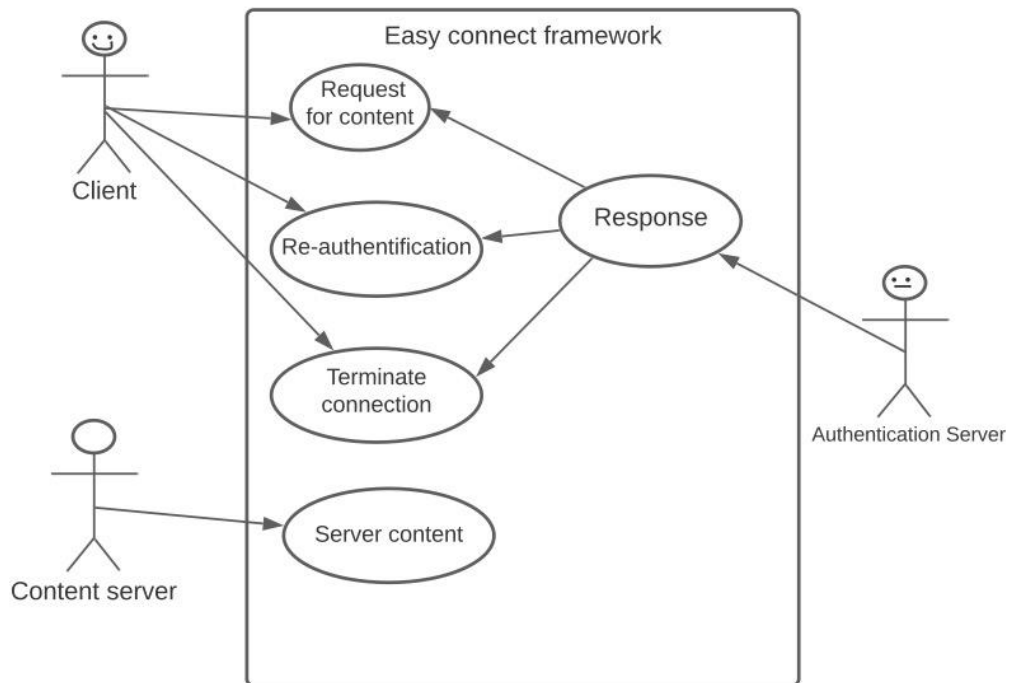 Easy connect framework
Request
for content
Client
Response
Re-authentification
Terminate
connection
Authentication Server
Server content
Content server